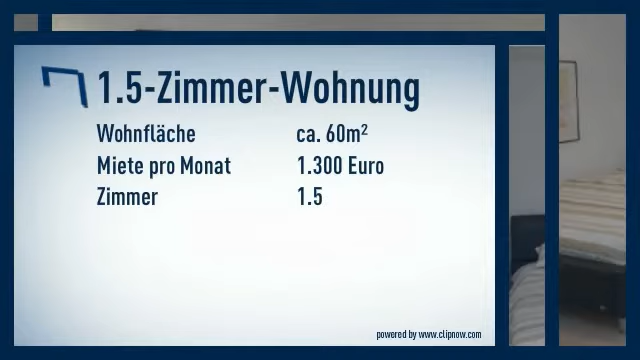 1.5-Zimmer-Wohnung
Wohnfläche ca. 60m²
Miete pro Monat 1.300 Euro
Zimmer 1.5
powered by www.clipnow.com